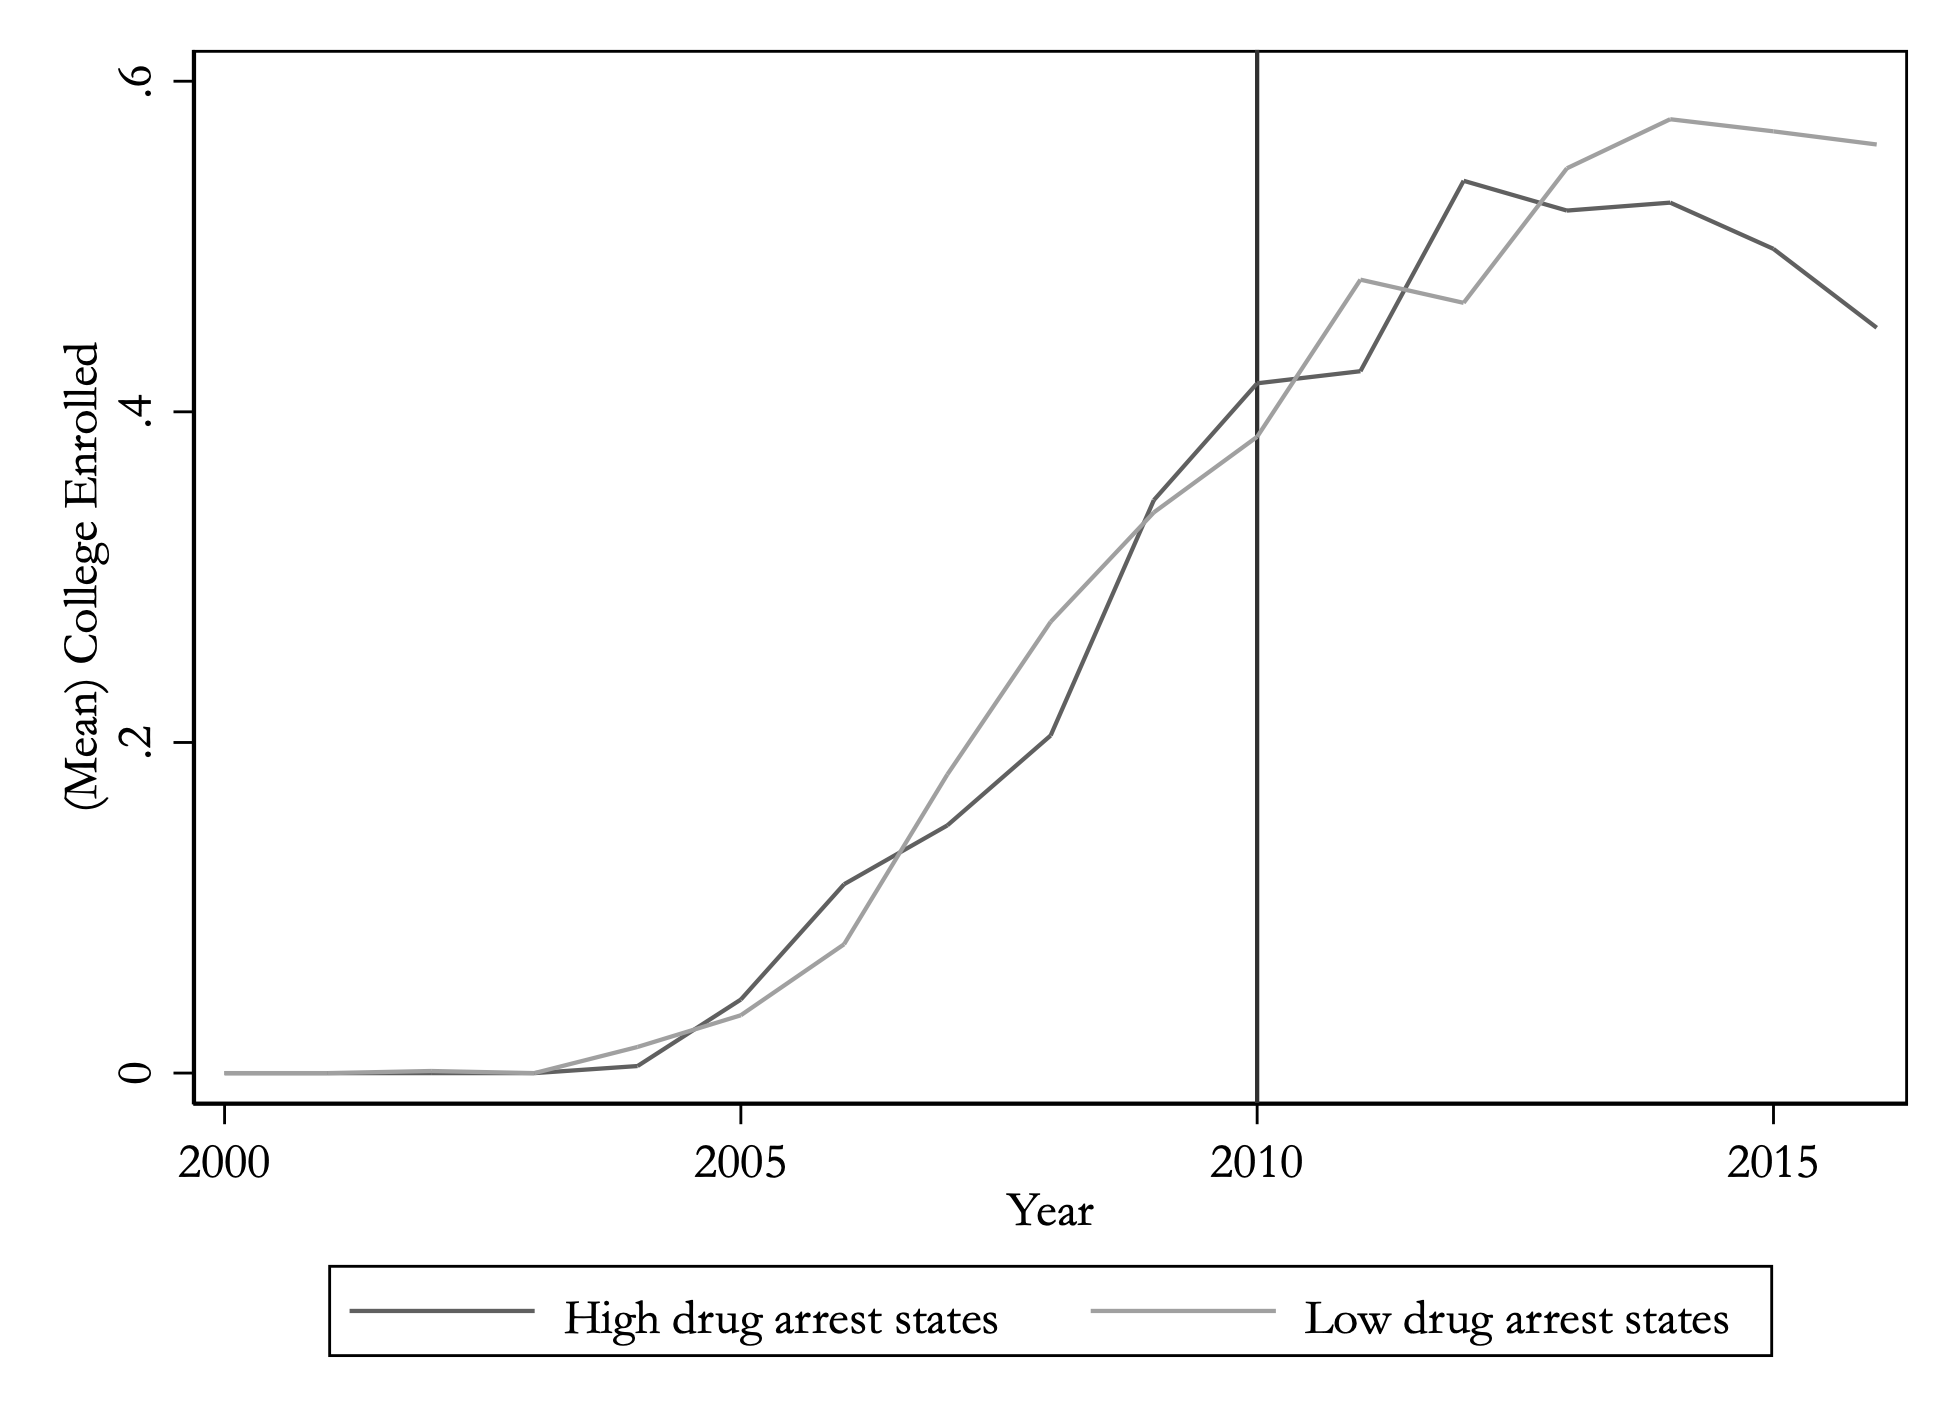 .6
.4
.2
0
(Mean) College Enrolled
2000 2005 2010 2015
Year
High drug arrest states Low drug arrest states